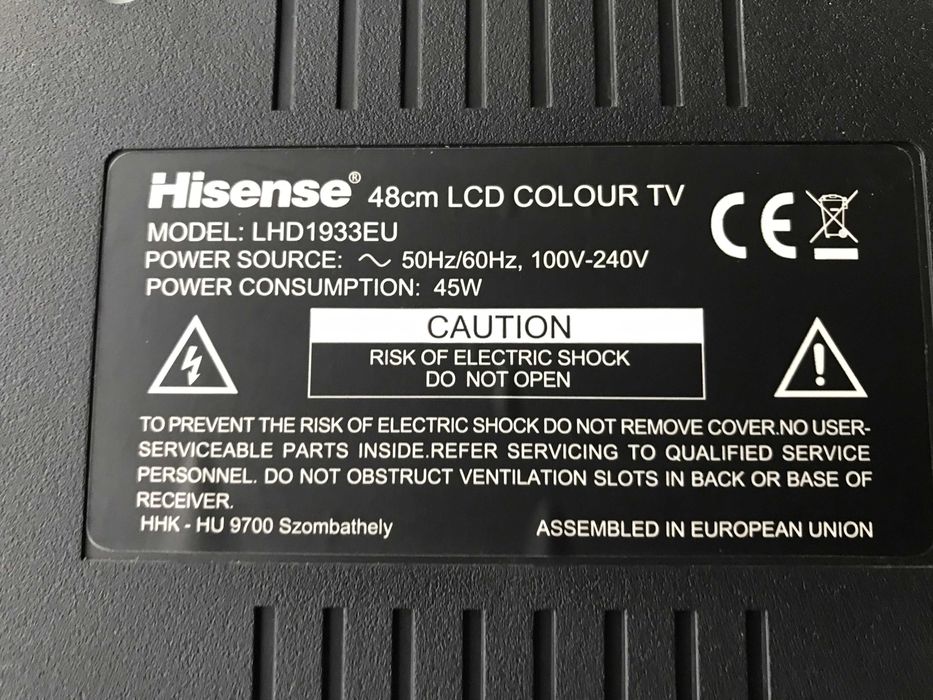 Hisense® 48cm LCD COLOUR TV
MODEL: LHD1933EU
POWER SOURCE: ∼ 50Hz/60Hz, 100V-240V
POWER CONSUMPTION: 45W
CE
CAUTION
RISK OF ELECTRIC SHOCK
DO NOT OPEN
TO PREVENT THE RISK OF ELECTRIC SHOCK DO NOT REMOVE COVER.NO USER-
SERVICEABLE PARTS INSIDE.REFER SERVICING TO QUALIFIED SERVICE
PERSONNEL. DO NOT OBSTRUCT VENTILATION SLOTS IN BACK OR BASE OF
RECEIVER.
HHK - HU 9700 Szombathely ASSEMBLED IN EUROPEAN UNION